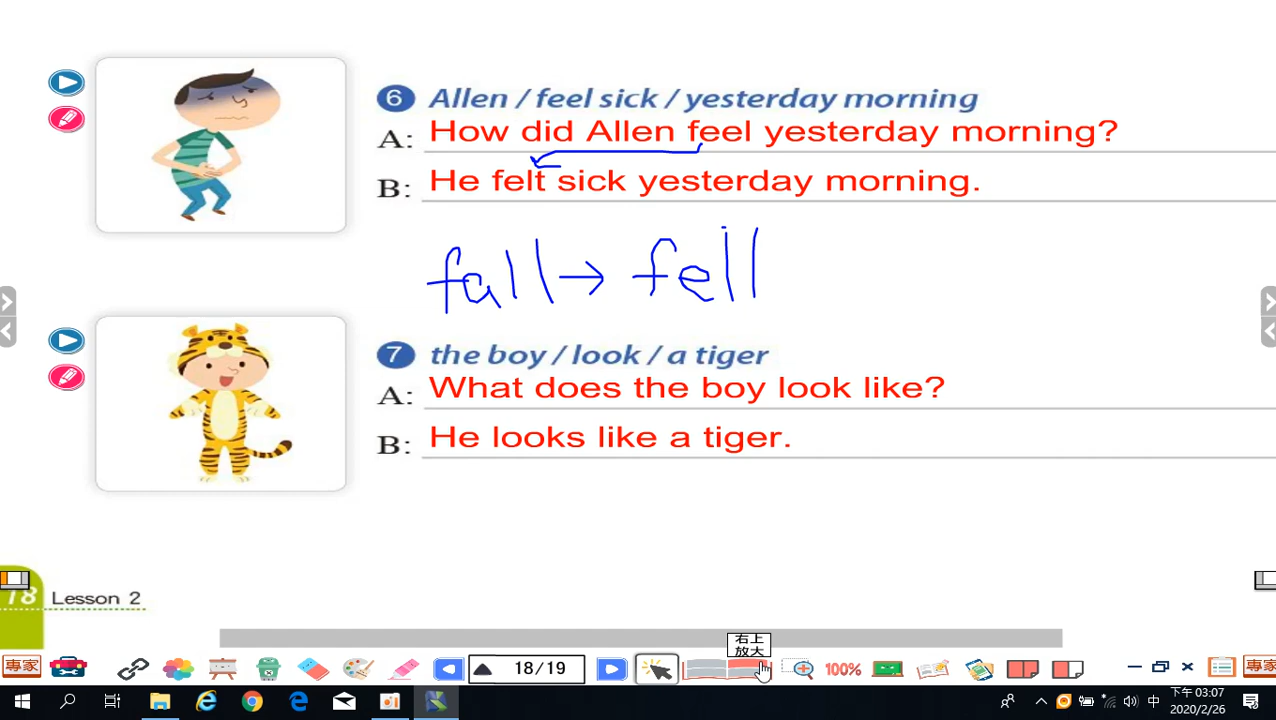 6 Allen / feel sick / yesterday morning
A: How did Allen feel yesterday morning?
B: He felt sick yesterday morning.
fall → fell
7 the boy / look / a tiger
A: What does the boy look like?
B: He looks like a tiger.
18 Lesson 2
右上
放大
專家
18/19
100%
專家
中
下午 03:07
2020/2/26